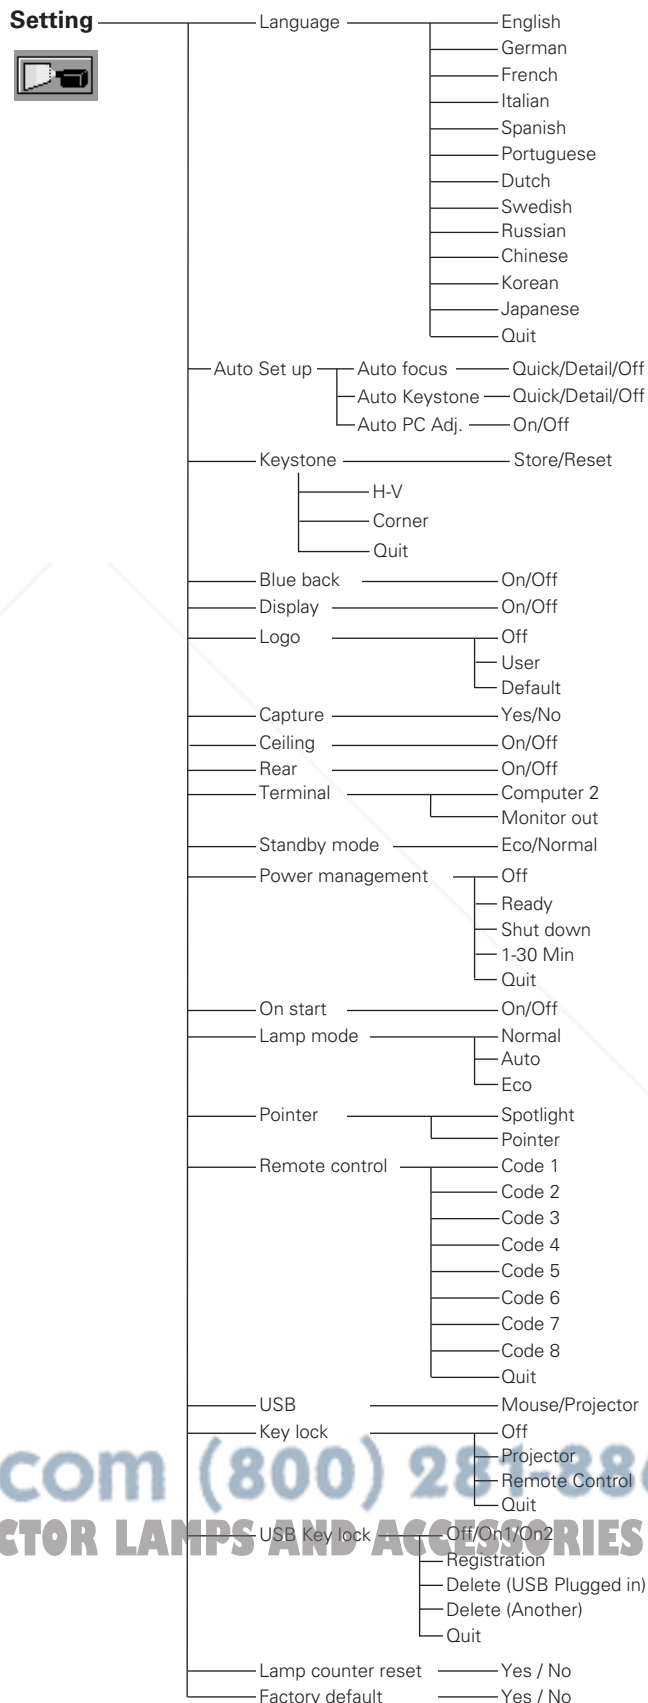 Setting Language English
German
French
Italian
Spanish
Portuguese
Dutch
Swedish
Russian
Chinese
Korean
Japanese
Quit
Auto Set up Auto focus Quick/Detail/Off
Auto Keystone Quick/Detail/Off
Auto PC Adj. On/Off
Keystone Store/Reset
H-V
Corner
Quit
Blue back On/Off
Display On/Off
Logo Off
User
Default
Capture Yes/No
Ceiling On/Off
Rear On/Off
Terminal Computer 2
Monitor out
Standby mode Eco/Normal
Power management Off
Ready
Shut down
1-30 Min
Quit
On start On/Off
Lamp mode Normal
Auto
Eco
Pointer Spotlight
Pointer
Remote control Code 1
Code 2
Code 3
Code 4
Code 5
Code 6
Code 7
Code 8
Quit
USB Mouse/Projector
Key lock Off
Projector
Remote Control
Quit
com (800)
CTOR LAMPS AND ACCESSORIES
USB Key lock Off/On1/On2
Registration
Delete (USB Plugged in)
Delete (Another)
Quit
Lamp counter reset Yes / No
Factory default Yes / No